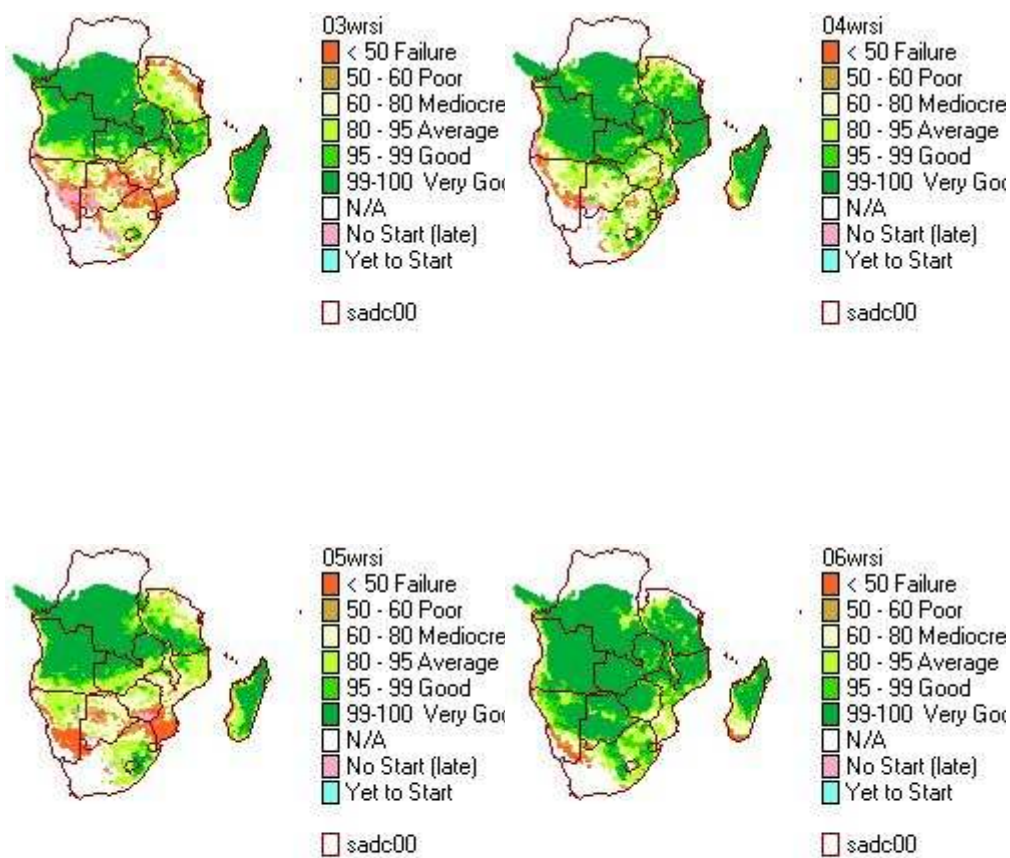 03wrsi
< 50 Failure
50 - 60 Poor
60 - 80 Mediocre
80 - 95 Average
95 - 99 Good
99-100 Very Goo
N/A
No Start (late)
Yet to Start
sadc00
04wrsi
< 50 Failure
50 - 60 Poor
60 - 80 Mediocre
80 - 95 Average
95 - 99 Good
99-100 Very Goo
N/A
No Start (late)
Yet to Start
sadc00
05wrsi
< 50 Failure
50 - 60 Poor
60 - 80 Mediocre
80 - 95 Average
95 - 99 Good
99-100 Very Goo
N/A
No Start (late)
Yet to Start
sadc00
06wrsi
< 50 Failure
50 - 60 Poor
60 - 80 Mediocre
80 - 95 Average
95 - 99 Good
99-100 Very Goo
N/A
No Start (late)
Yet to Start
sadc00